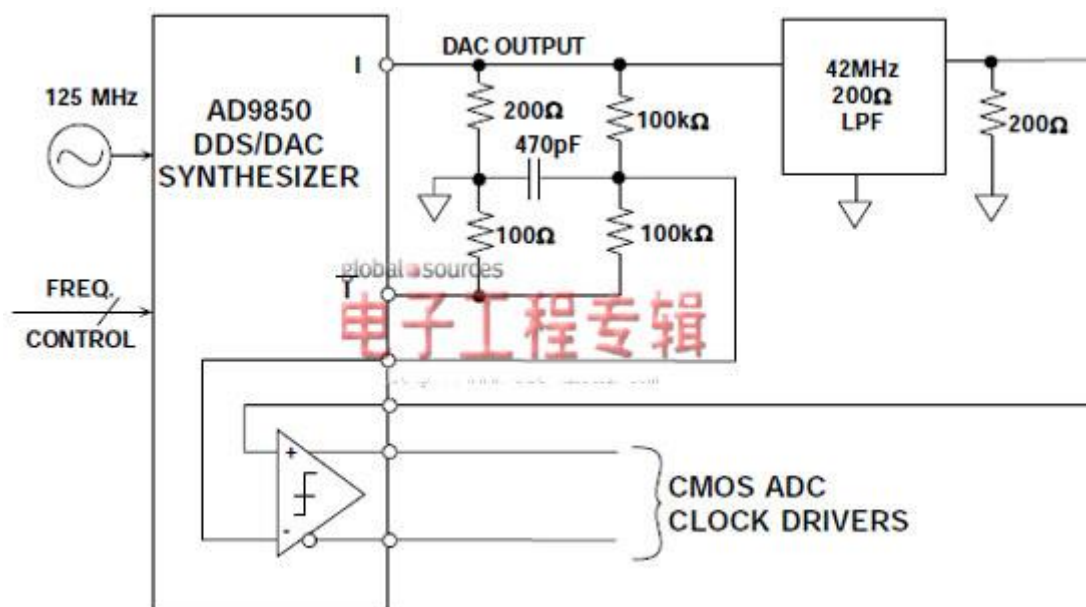 DAC OUTPUT
I
125 MHz
AD9850
DDS/DAC
SYNTHESIZER
200Ω
100kΩ
470pF
42MHz
200Ω
LPF
200Ω
100Ω
100kΩ
global sources
I
电子工程专辑
FREQ.
CONTROL
+
-
CMOS ADC
CLOCK DRIVERS